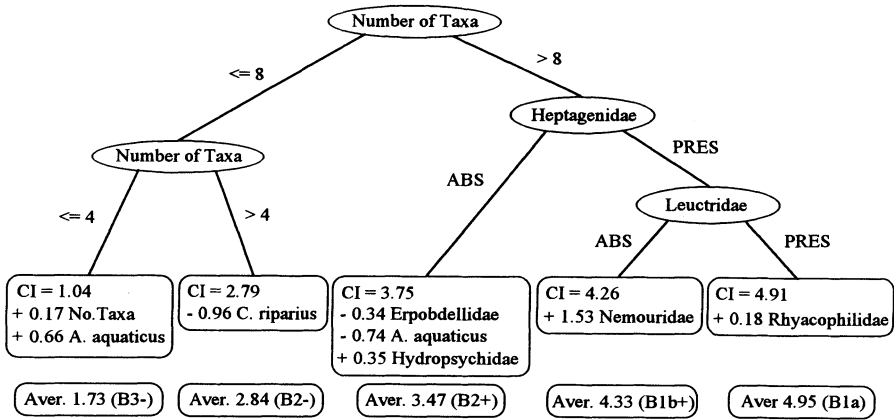 Number of Taxa
<= 8
> 8
Heptagenidae
Number of Taxa
ABS
PRES
Leuctridae
<= 4
> 4
ABS
PRES
CI = 1.04
+ 0.17 No.Taxa
+ 0.66 A. aquaticus
CI = 2.79
- 0.96 C. riparius
CI = 3.75
- 0.34 Erpobdellidae
- 0.74 A. aquaticus
+ 0.35 Hydropsychidae
CI = 4.26
+ 1.53 Nemouridae
CI = 4.91
+ 0.18 Rhyacophilidae
Aver. 1.73 (B3-)
Aver. 2.84 (B2-)
Aver. 3.47 (B2+)
Aver. 4.33 (B1b+)
Aver 4.95 (B1a)